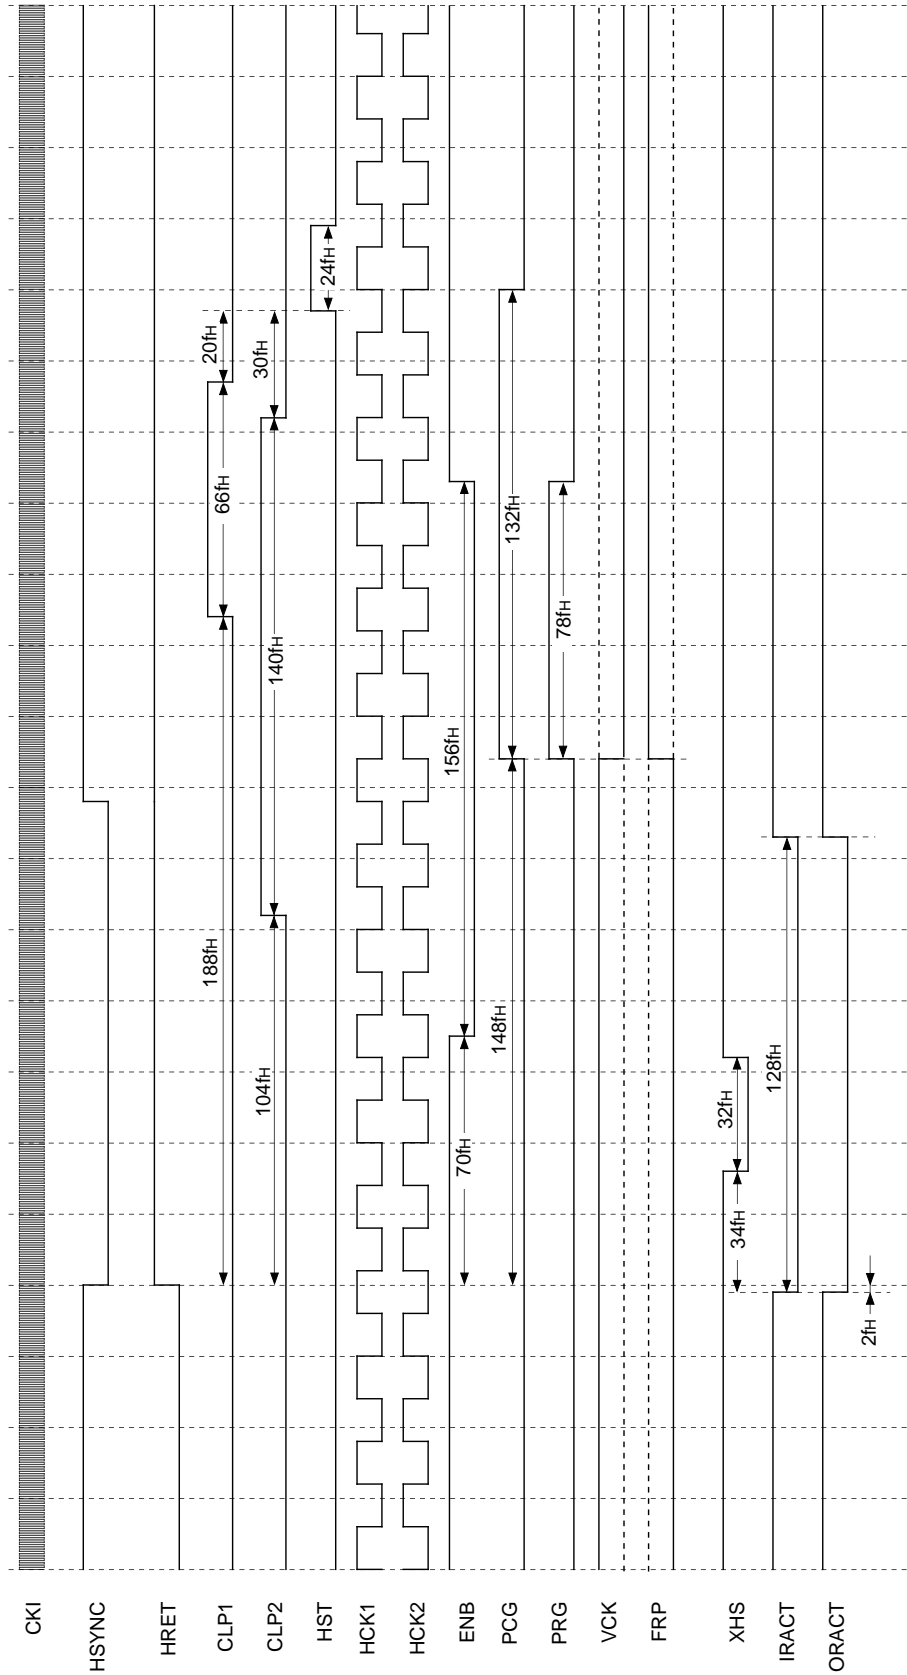 CKI
HSYNC
HRET
CLP1
188fH
66fH
20fH
CLP2
104fH
140fH
30fH
HST
24fH
HCK1
HCK2
ENB
70fH
156fH
PCG
148fH
132fH
PRG
78fH
VCK
FRP
XHS
34fH
32fH
IRACT
128fH
ORACT
2fH